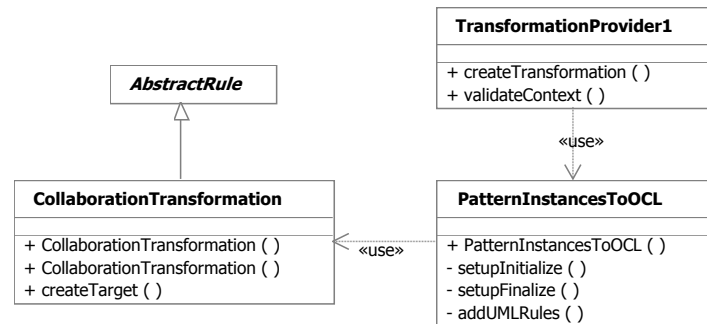 TransformationProvider1
+ createTransformation ( )
+ validateContext ( )
AbstractRule
«use»
CollaborationTransformation
+ CollaborationTransformation ( )
+ CollaborationTransformation ( )
+ createTarget ( )
«use»
PatternInstancesToOCL
+ PatternInstancesToOCL ( )
- setupInitialize ( )
- setupFinalize ( )
- addUMLRules ( )